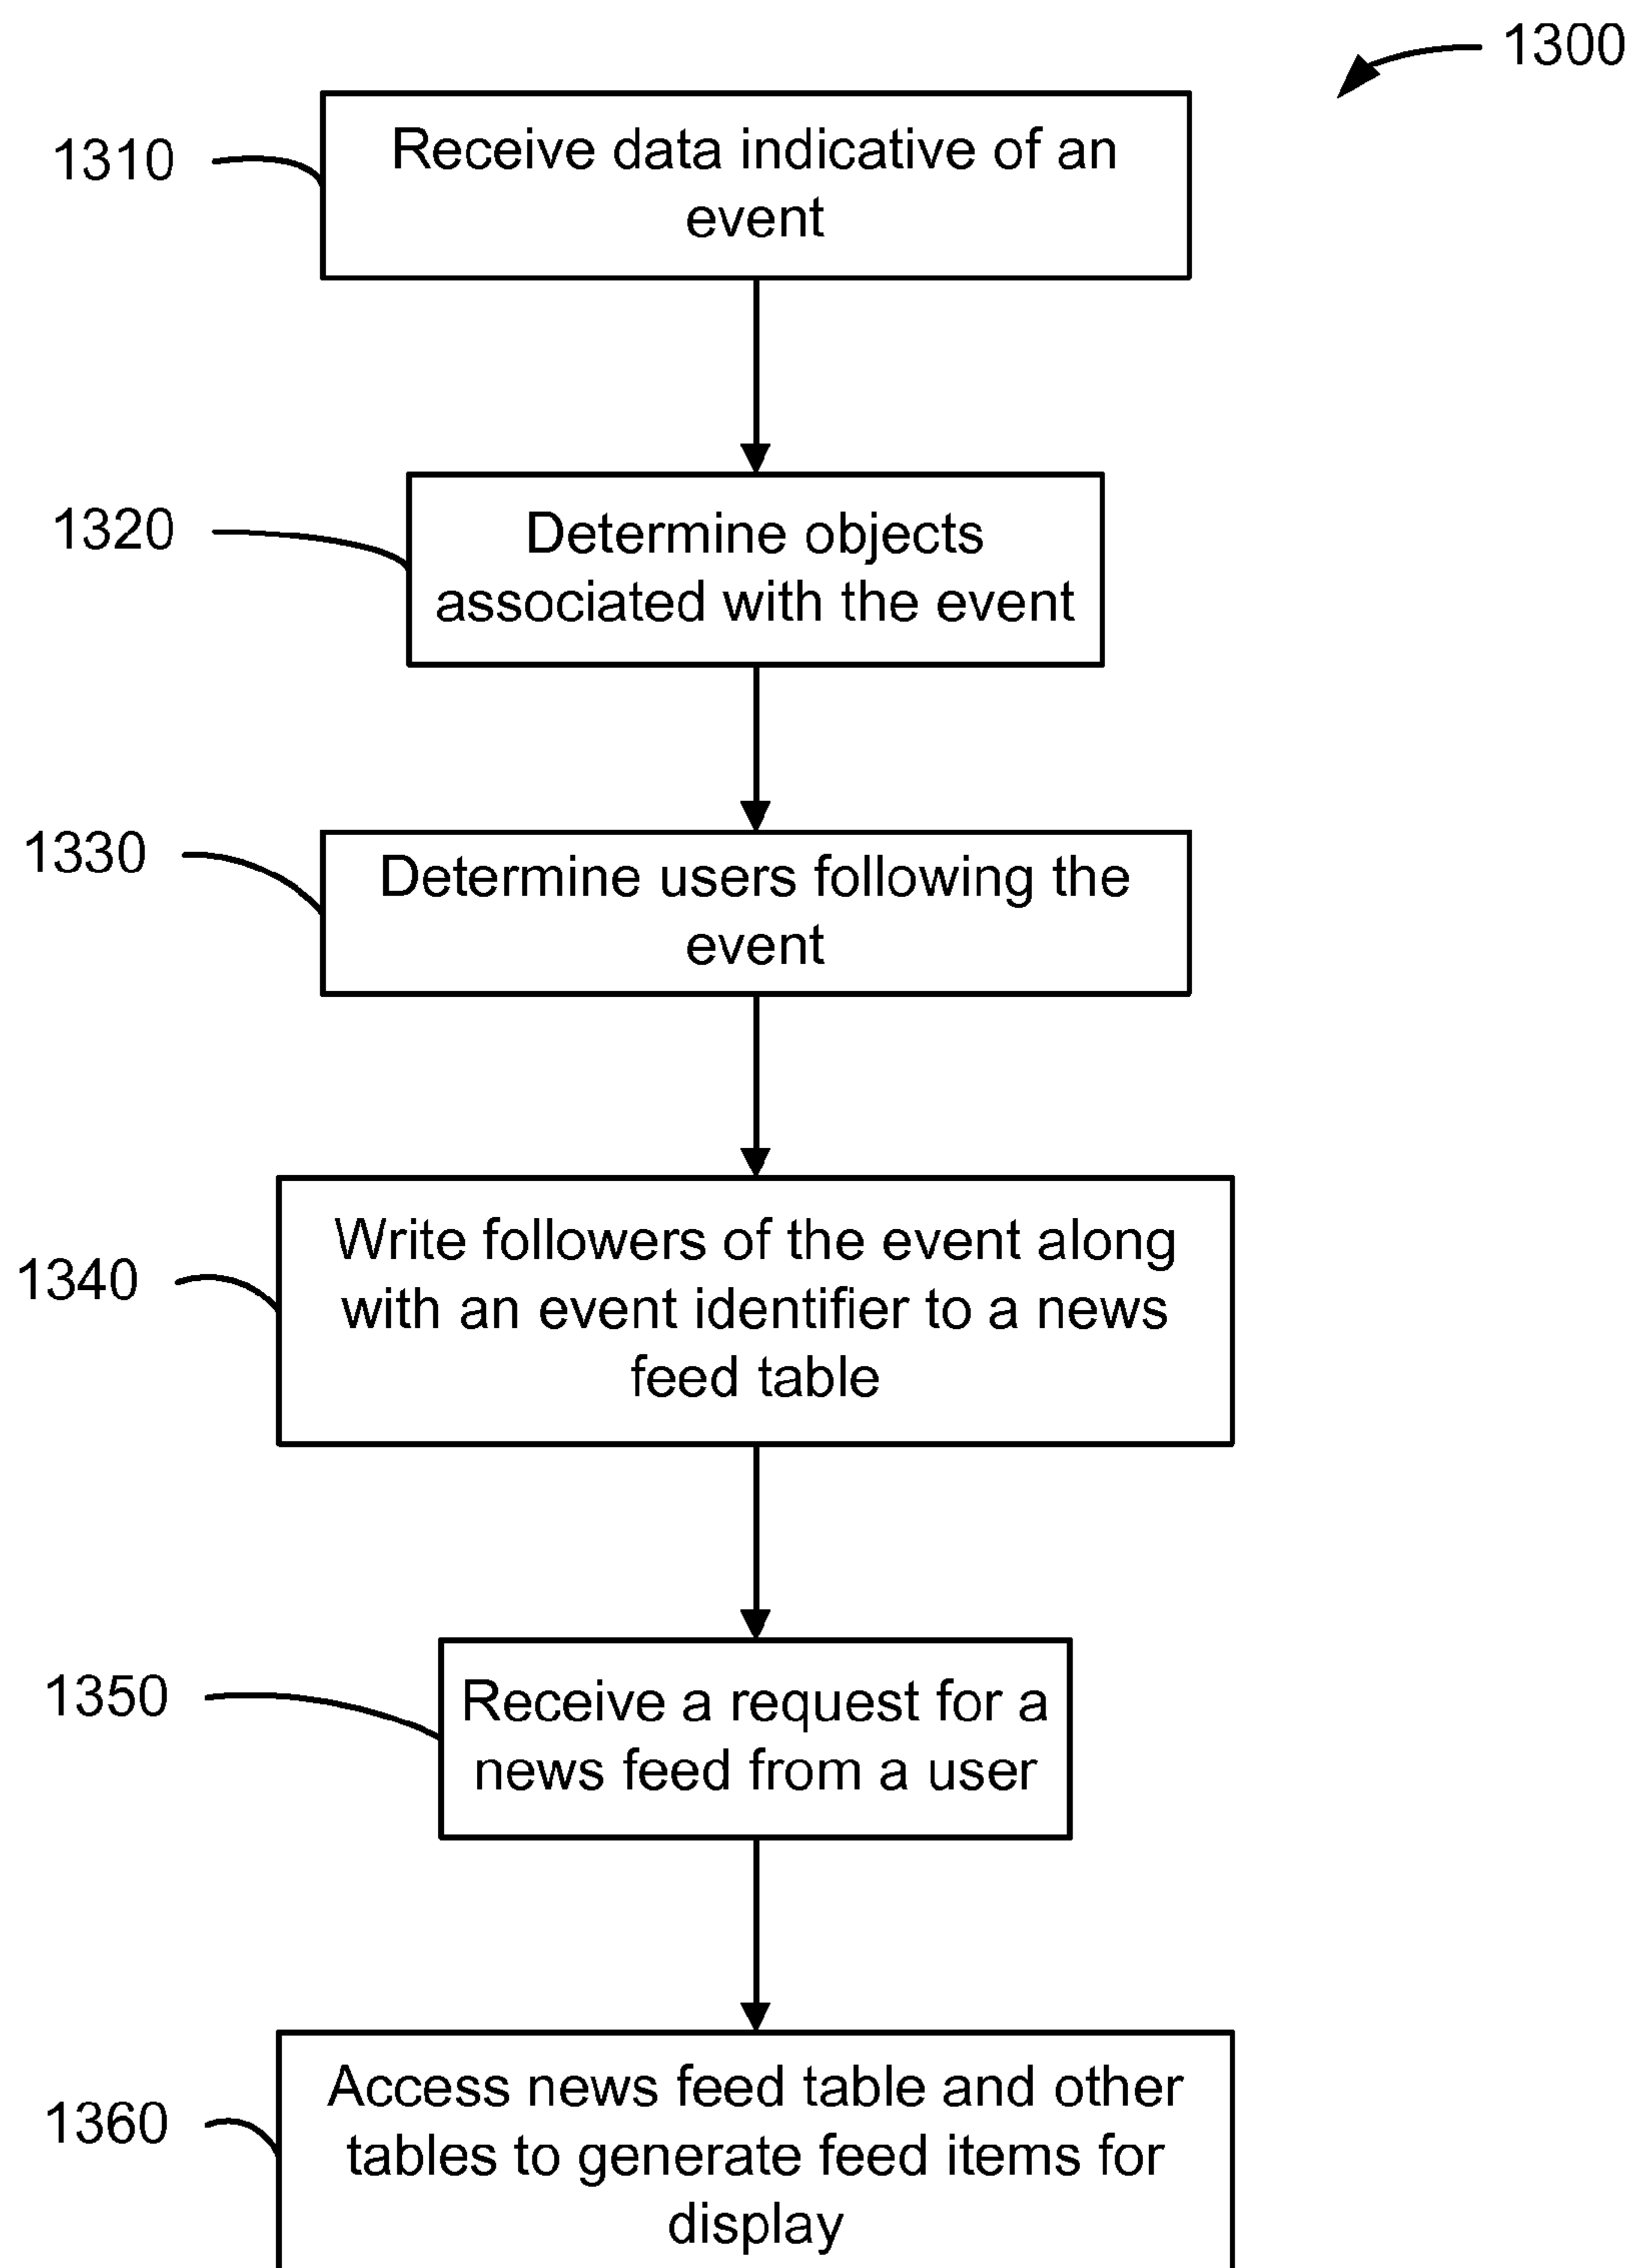 1300
1310
Receive data indicative of an
event
1320
Determine objects
associated with the event
1330
Determine users following the
event
1340
Write followers of the event along
with an event identifier to a news
feed table
1350
Receive a request for a
news feed from a user
1360
Access news feed table and other
tables to generate feed items for
display